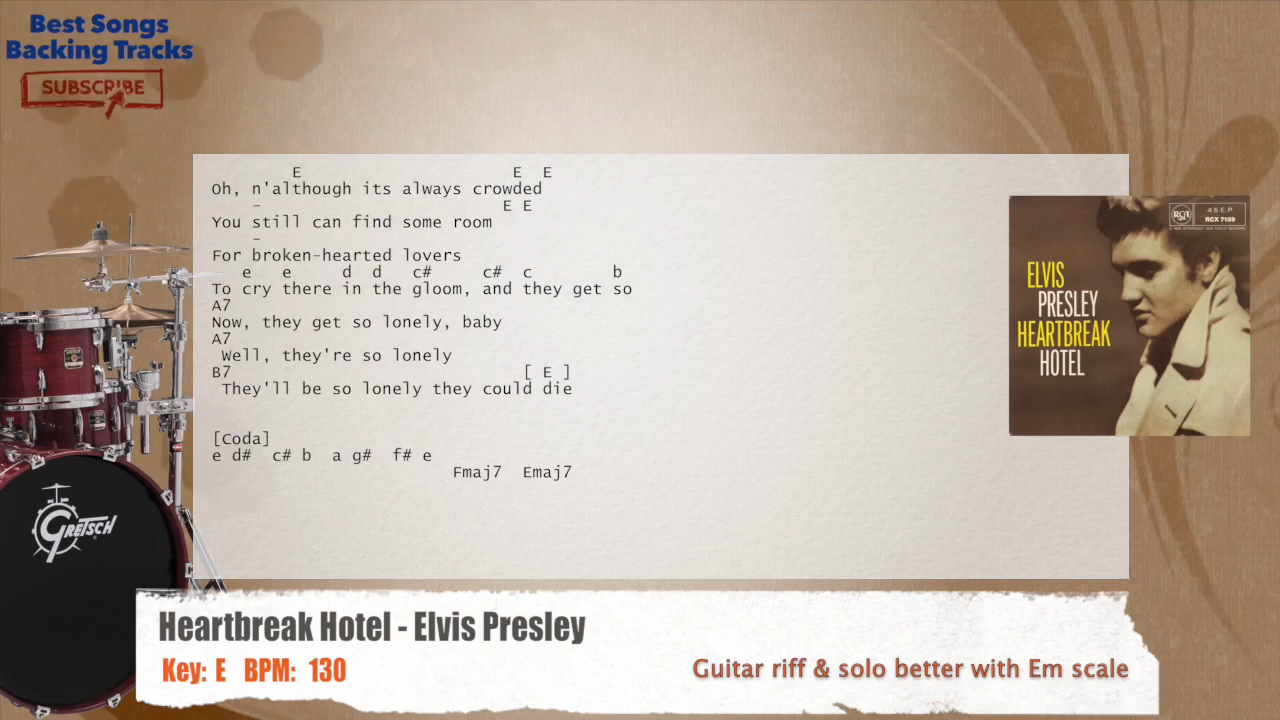 Best Songs
Backing Tracks
SUBSCRIBE
E                     E  E
Oh, n'although its always crowded
-                        E E
You still can find some room
-
For broken-hearted lovers
e   e     d  d   c#     c#  c        b
To cry there in the gloom, and they get so
A7
Now, they get so lonely, baby
A7
Well, they're so lonely
B7                             [ E ]
They'll be so lonely they could die
[Coda]
e d#  c# b  a g#  f# e
Fmaj7  Emaj7
RCA
45 E.P.
RCX 7189
ELVIS
PRESLEY
HEARTBREAK
HOTEL
GRETSCH
Heartbreak Hotel - Elvis Presley
Key: E  BPM: 130
Guitar riff & solo better with Em scale